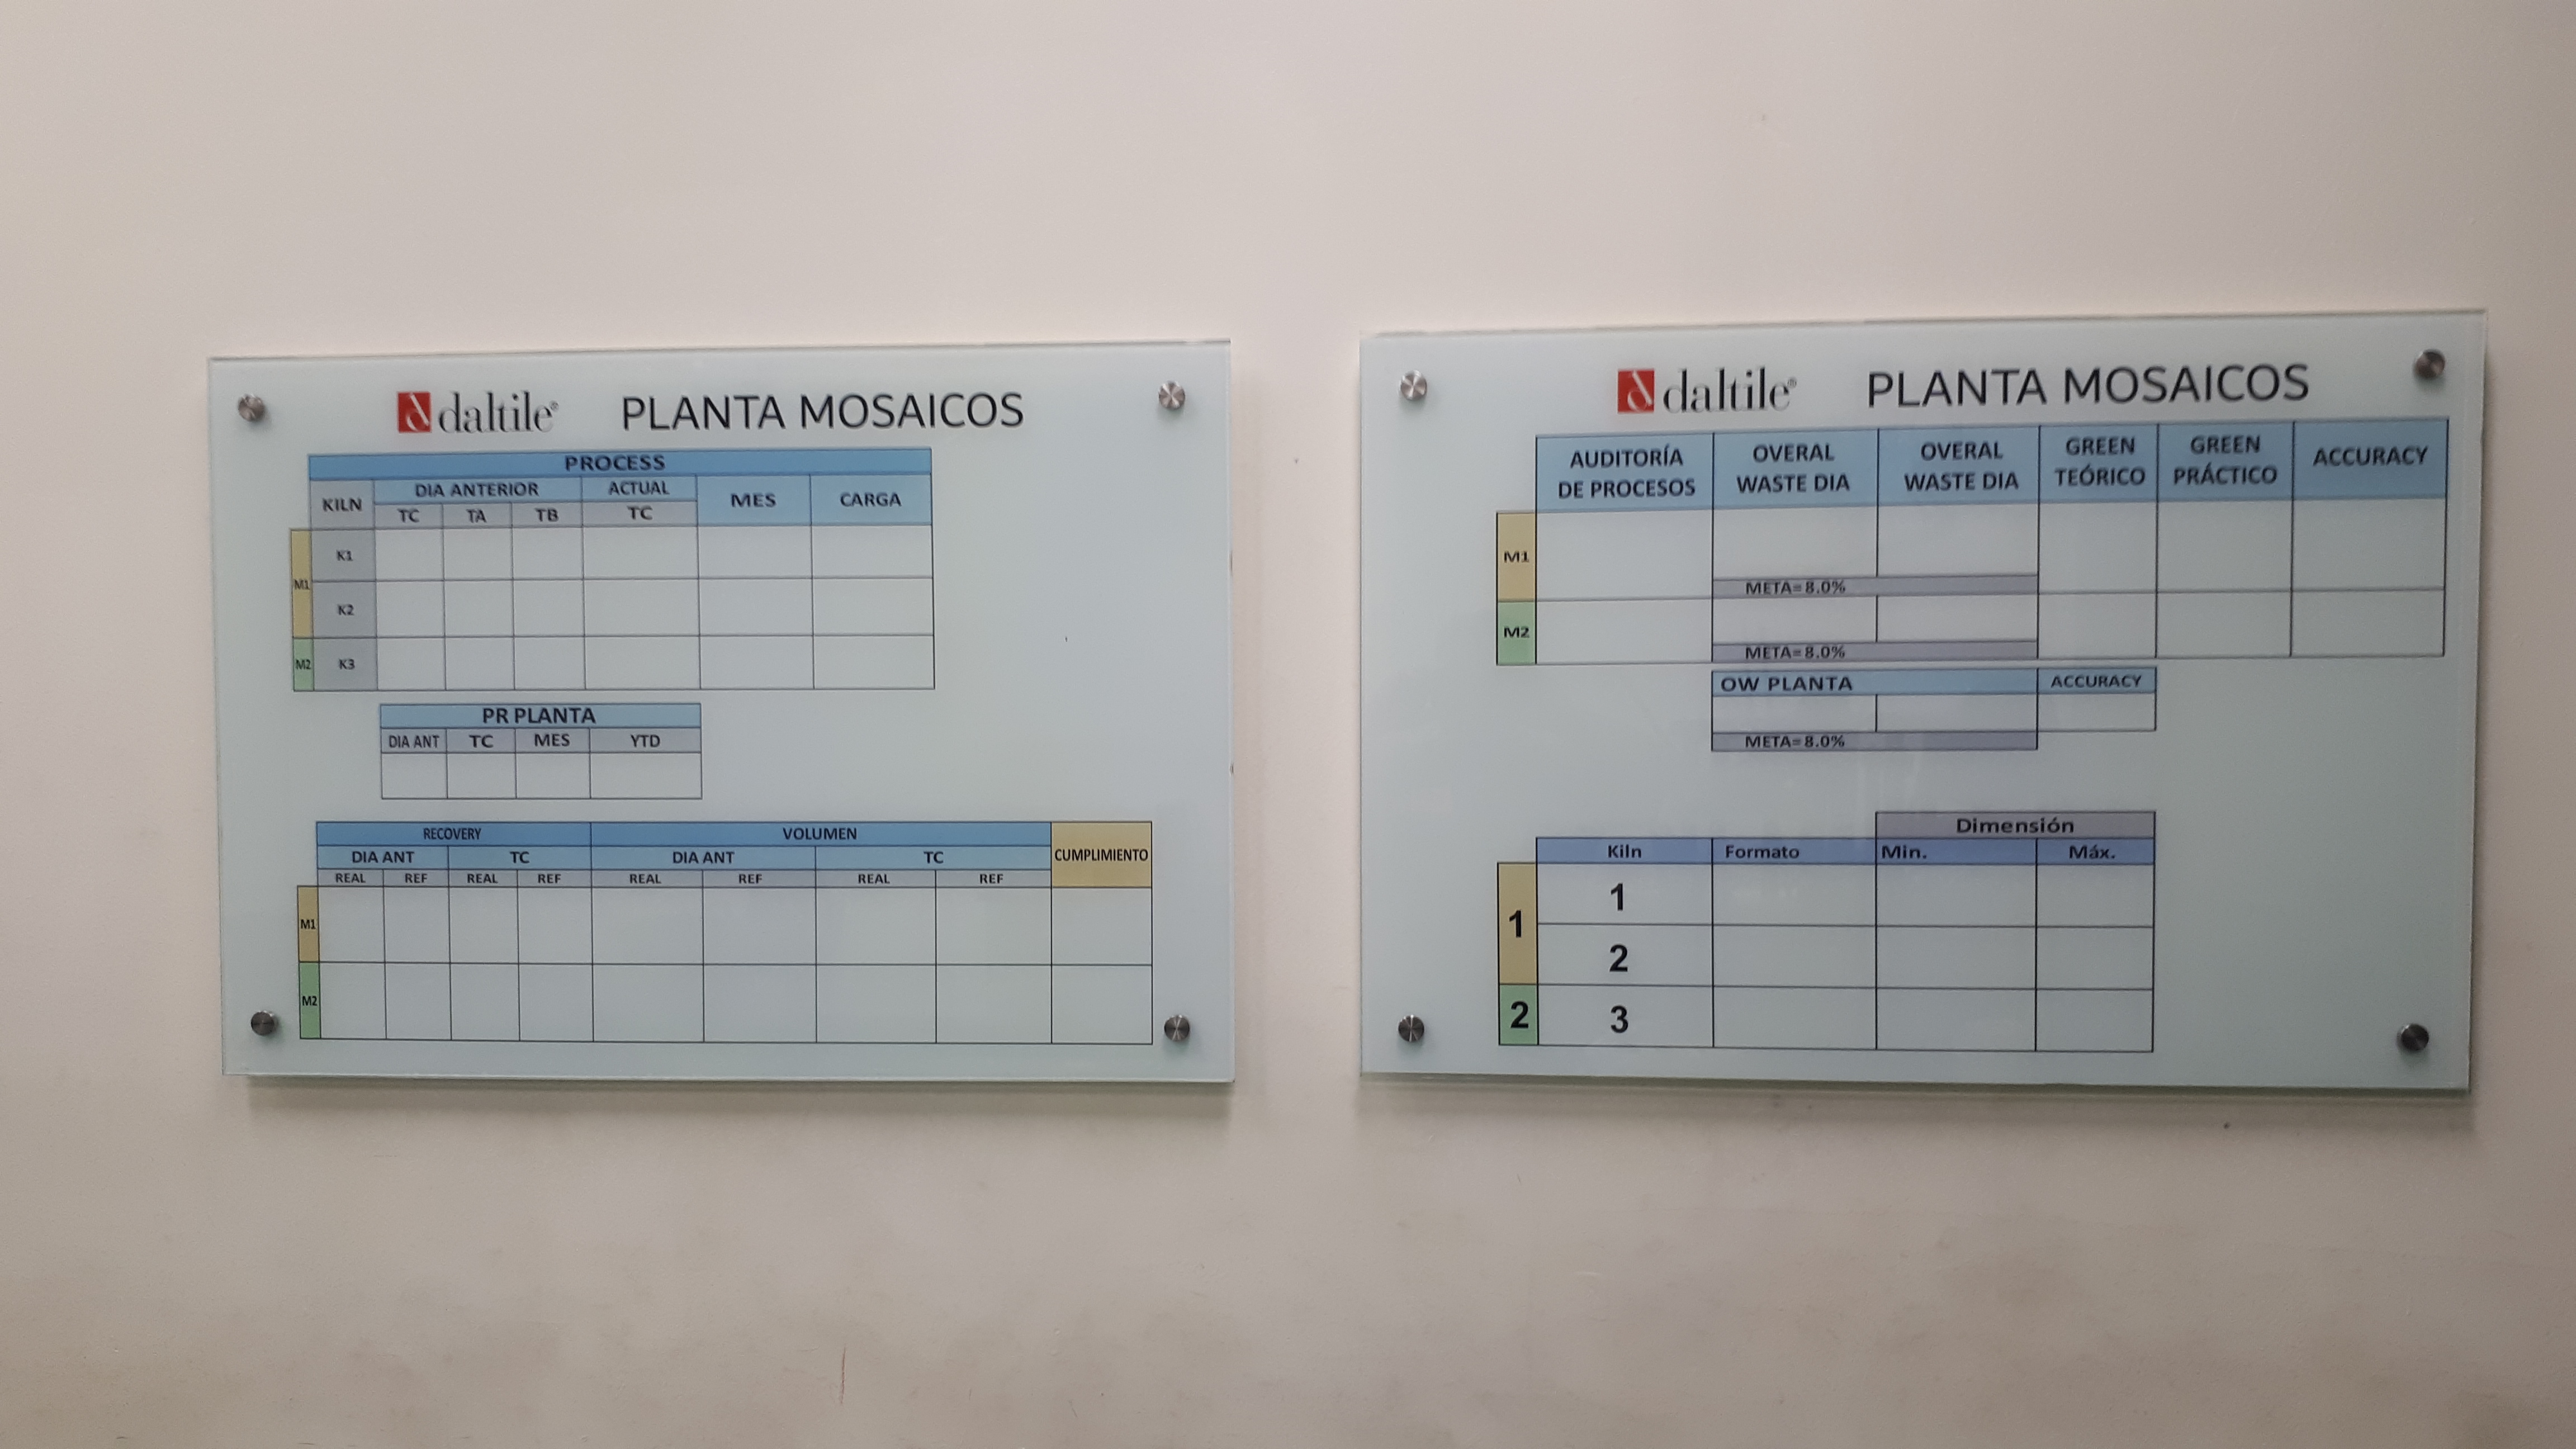 daltile® PLANTA MOSAICOS
PROCESS
KILN DIA ANTERIOR ACTUAL MES CARGA
TC TA TB TC
M1
K1
K2
M2 K3
PR PLANTA
DIA ANT TC MES YTD
RECOVERY VOLUMEN CUMPLIMIENTO
DIA ANT TC DIA ANT TC
REAL REF REAL REF REAL REF REAL REF
M1
M2
daltile® PLANTA MOSAICOS
AUDITORÍA OVERAL OVERAL GREEN GREEN ACCURACY
DE PROCESOS WASTE DIA WASTE DIA TEÓRICO PRÁCTICO
M1
META=8.0%
M2
META=8.0%
OW PLANTA ACCURACY
META=8.0%
Dimensión
Kiln Formato Min. Máx.
1
1
2
2 3